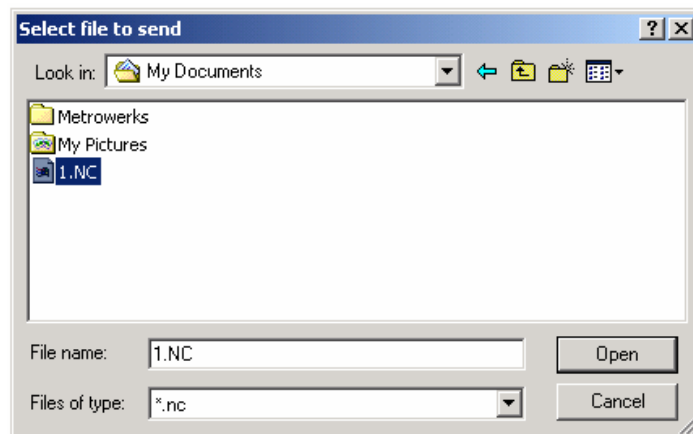 Select file to send
Look in: My Documents
Metrowerks
My Pictures
1.NC
File name: 1.NC Open
Files of type: *.nc Cancel